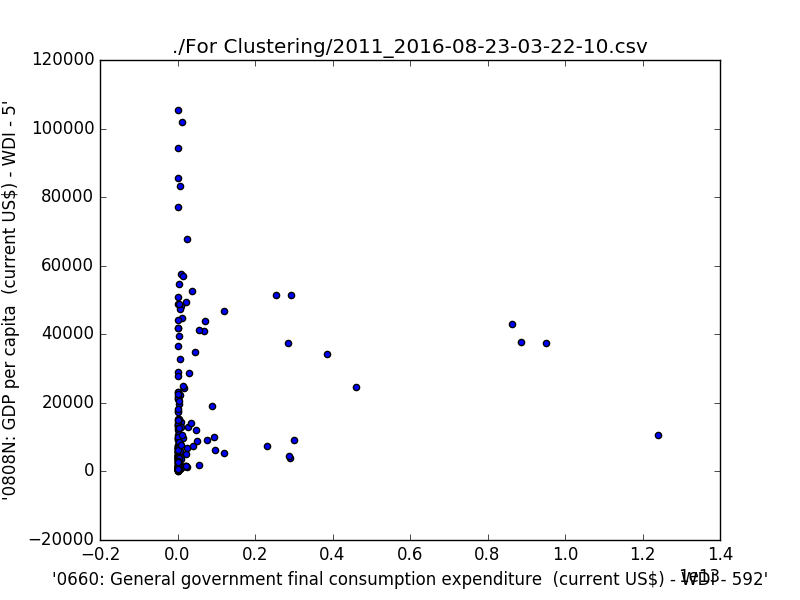 ./For Clustering/2011_2016-08-23-03-22-10.csv
'0808N: GDP per capita  (current US$) - WDI - 5'
120000
100000
80000
60000
40000
20000
0
−20000
−0.2 0.0 0.2 0.4 0.6 0.8 1.0 1.2 1.4
1e13
'0660: General government final consumption expenditure  (current US$) - WDI - 592'